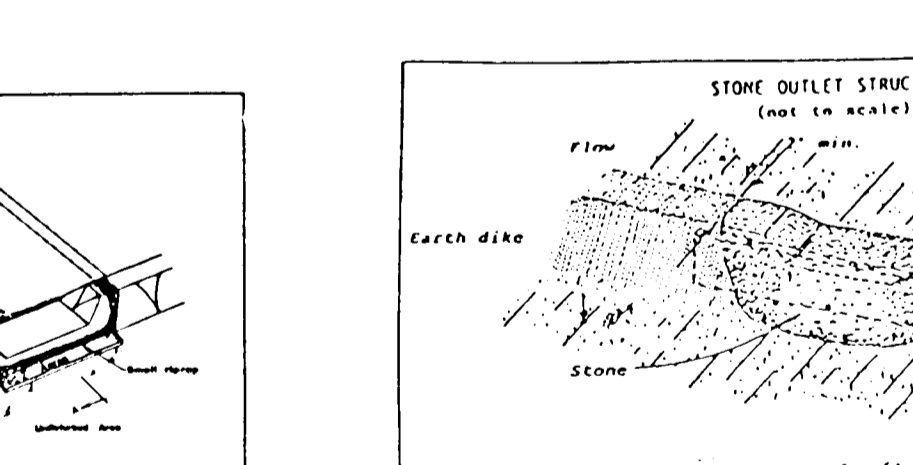 Small riprap
Undisturbed Area
STONE OUTLET STRUC
(not to scale)
Flow
min.
Earth dike
Stone